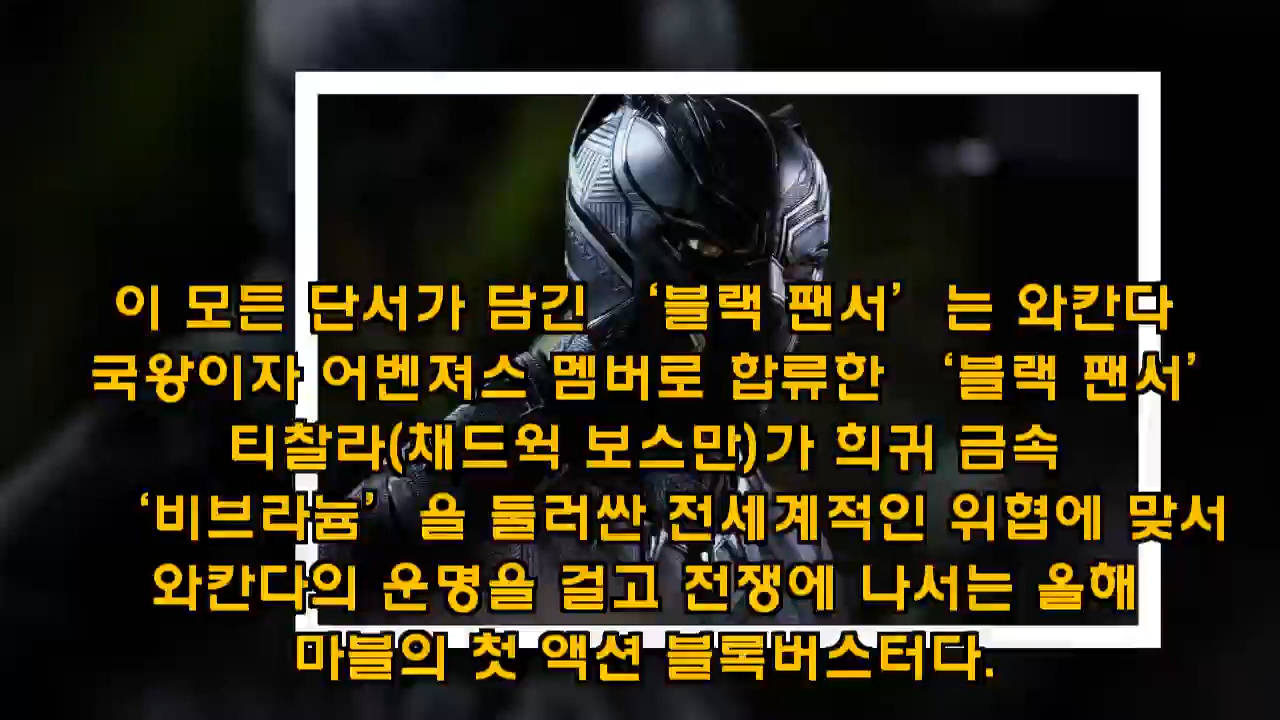 이 모든 단서가 담긴 ‘블랙 팬서’는 와칸다
국왕이자 어벤져스 멤버로 합류한 ‘블랙 팬서’
티찰라(채드윅 보스만)가 희귀 금속
‘비브라늄’을 둘러싼 전세계적인 위협에 맞서
와칸다의 운명을 걸고 전쟁에 나서는 올해
마블의 첫 액션 블록버스터다.